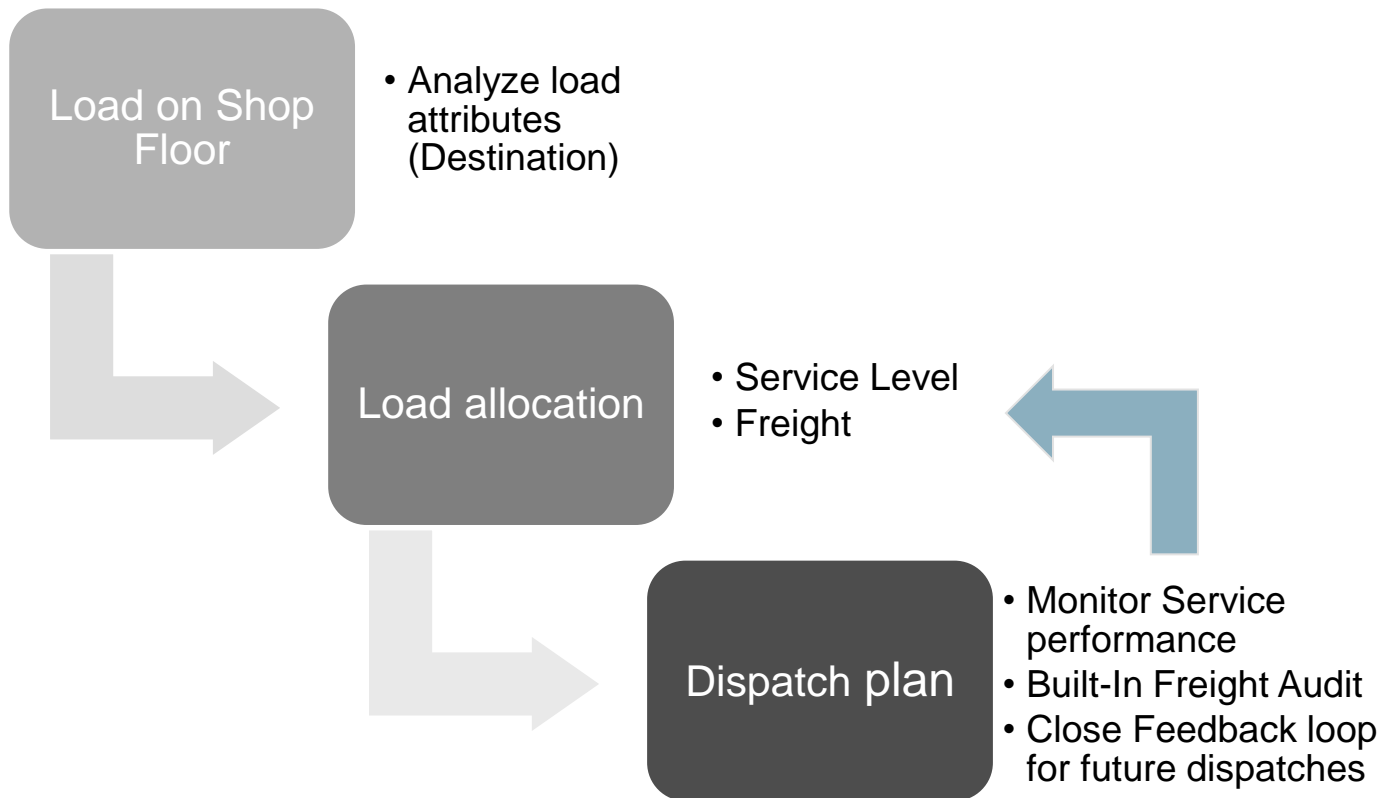 Load on Shop
Floor
• Analyze load
attributes
(Destination)
Load allocation
• Service Level
• Freight
Dispatch plan
• Monitor Service
performance
• Built-In Freight Audit
• Close Feedback loop
for future dispatches